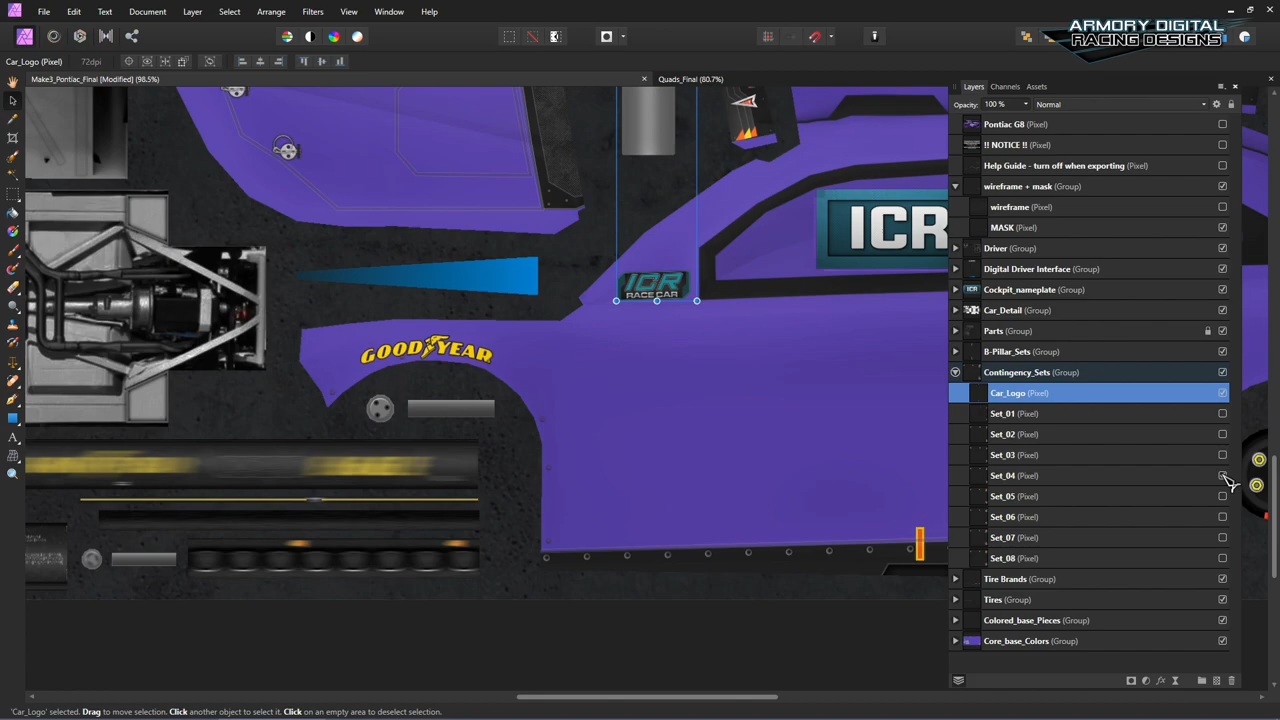 File Edit Text Document Layer Select Arrange Filters View Window Help
ARMORY DIGITAL
RACING DESIGNS
Car_Logo (Pixel) 72dpi
Make3_Pontiac_Final [Modified] (98.5%)
Quads_Final (80.7%)
Layers Channels Assets
Opacity: 100 % Normal
Pontiac G8 (Pixel)
!! NOTICE !! (Pixel)
Help Guide - turn off when exporting (Pixel)
wireframe + mask (Group)
wireframe (Pixel)
MASK (Pixel)
Driver (Group)
Digital Driver Interface (Group)
Cockpit_nameplate (Group)
Car_Detail (Group)
Parts (Group)
B-Pillar_Sets (Group)
Contingency_Sets (Group)
Car_Logo (Pixel)
Set_01 (Pixel)
Set_02 (Pixel)
Set_03 (Pixel)
Set_04 (Pixel)
Set_05 (Pixel)
Set_06 (Pixel)
Set_07 (Pixel)
Set_08 (Pixel)
Tire Brands (Group)
Tires (Group)
Colored_base_Pieces (Group)
Core_base_Colors (Group)
ICR
ICR
RACE CAR
GOODYEAR
'Car_Logo' selected. Drag to move selection. Click another object to select it. Click on an empty area to deselect selection.